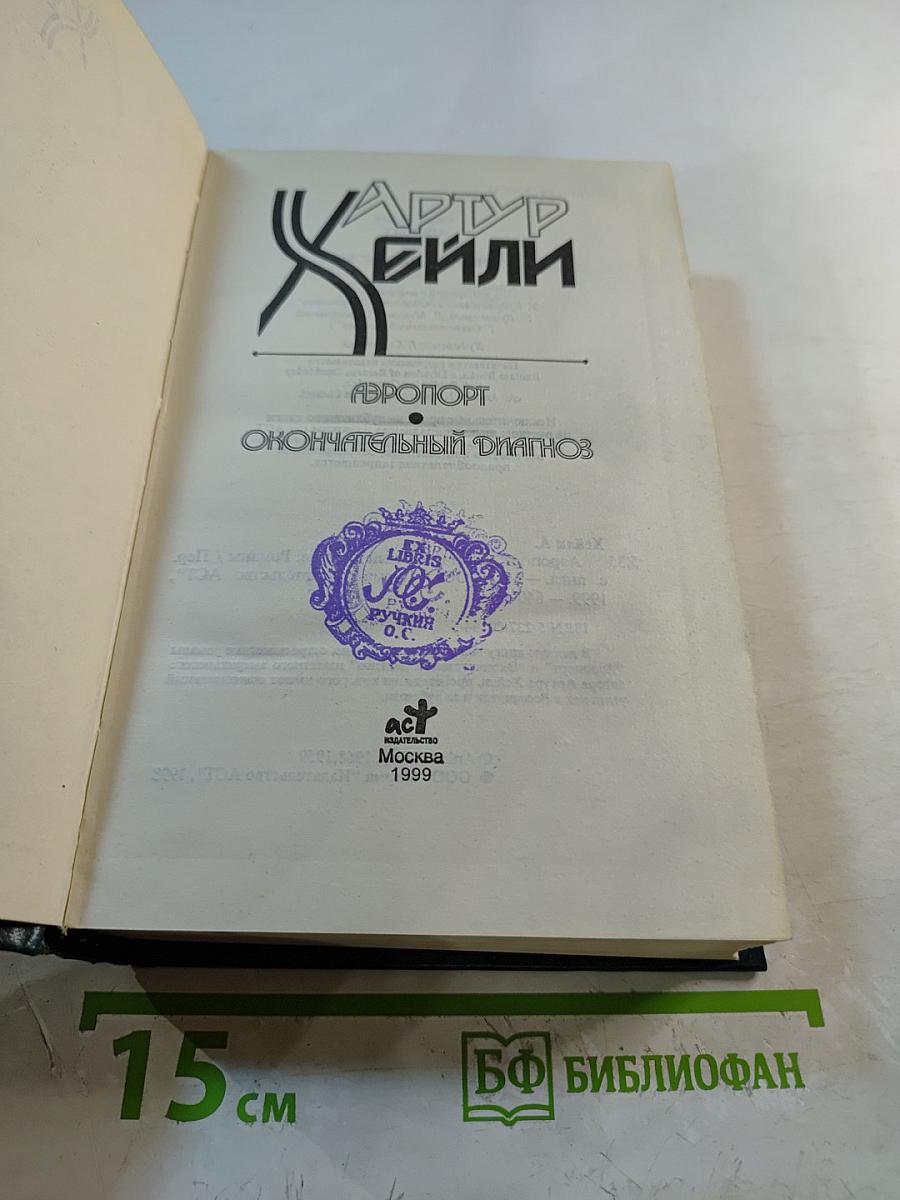 АРТУР
ХЕЙЛИ
АЭРОПОРТ
ОКОНЧАТЕЛЬНЫЙ ДИАГНОЗ
EX
LIBRIS
РУЧКИН
О.С.
аст
ИЗДАТЕЛЬСТВО
Москва
1999
15 см
БФ БИБЛИОФАН